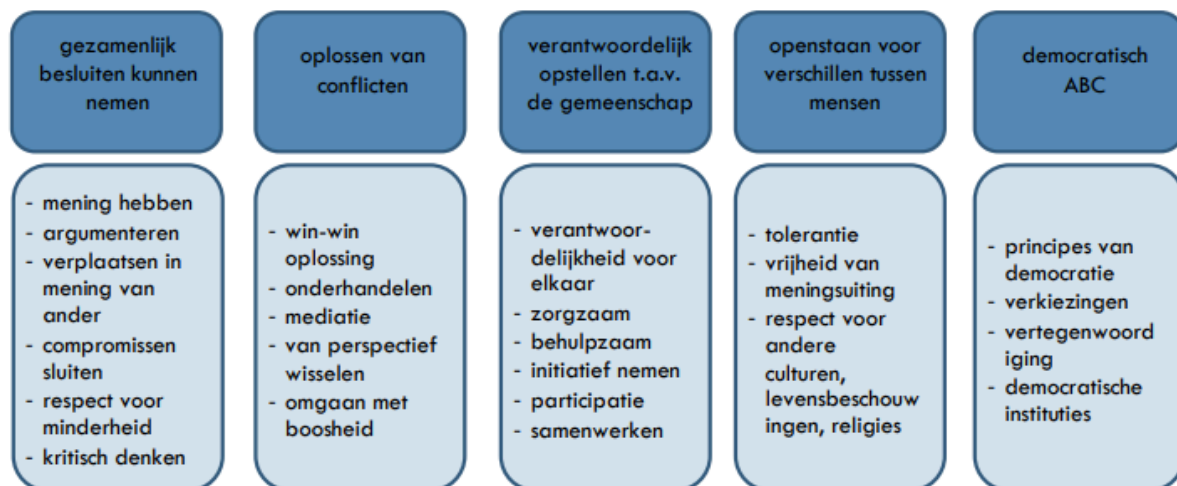 gezamenlijk
besluiten kunnen
nemen
- mening hebben
- argumenteren
- verplaatsen in
mening van
ander
- compromissen
sluiten
- respect voor
minderheid
- kritisch denken
oplossen van
conflicten
- win-win
oplossing
- onderhandelen
- mediatie
- van perspectief
wisselen
- omgaan met
boosheid
verantwoordelijk
opstellen t.a.v.
de gemeenschap
- verantwoor-
delijkheid voor
elkaar
- zorgzaam
- behulpzaam
- initiatief nemen
- participatie
- samenwerken
openstaan voor
verschillen tussen
mensen
- tolerantie
- vrijheid van
meningsuiting
- respect voor
andere
culturen,
levensbeschouw
ingen, religies
democratisch
ABC
- principes van
democratie
- verkiezingen
- vertegenwoord
iging
- democratische
instituties